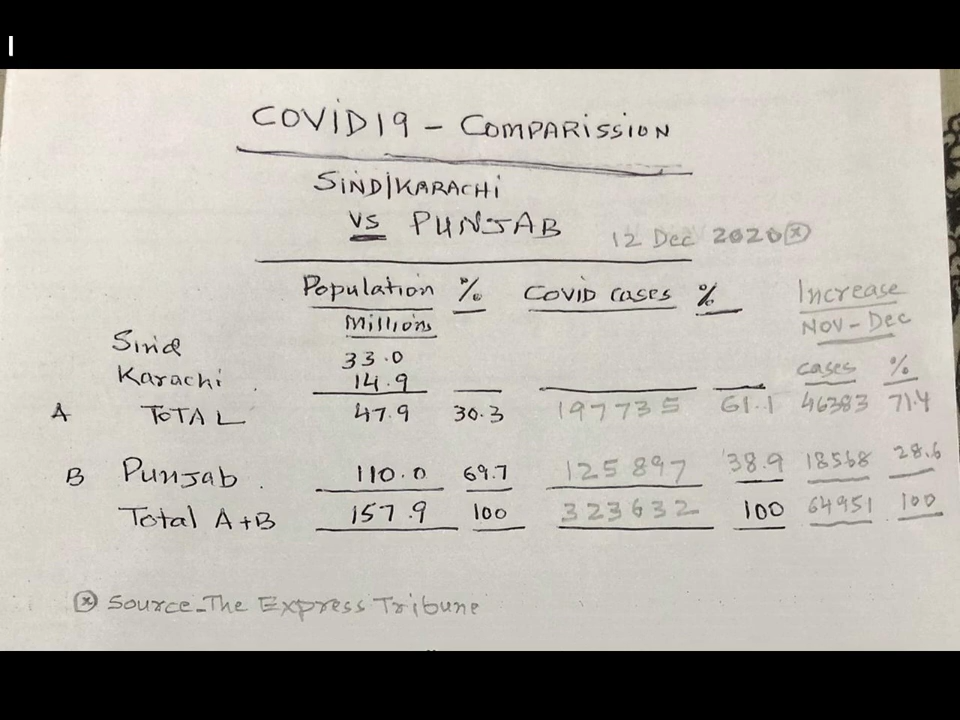 COVID19 - COMPARISSION
SIND/KARACHI
VS PUNJAB 12 Dec 2020 (x)
Population % COVID cases % Increase
Millions NOV-Dec
Sind 33.0
Karachi 14.9 cases %
A TOTAL 47.9 30.3 197735 61.1 46383 71.4
B Punjab 110.0 69.7 125897 38.9 18568 28.6
Total A+B 157.9 100 323632 100 64951 100
(x) Source-The Express Tribune